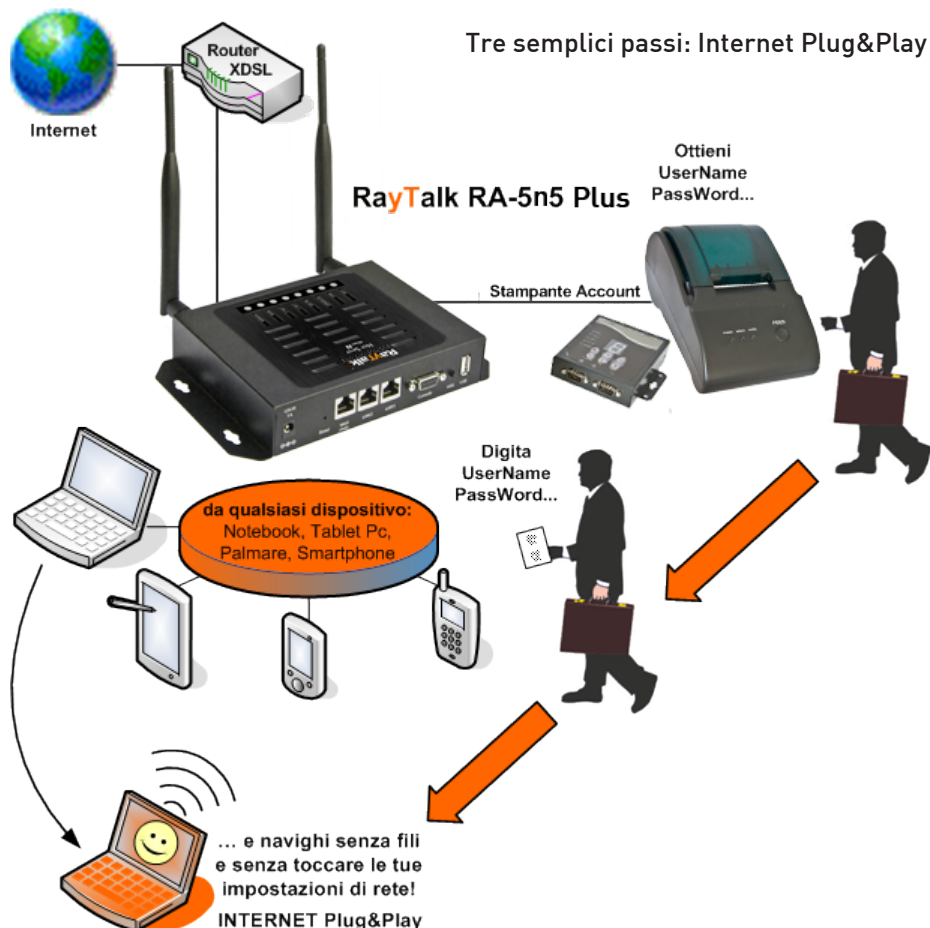 Tre semplici passi: Internet Plug&Play
Router
XDSL
Internet
Ottieni
UserName
PassWord...
RayTalk RA-5n5 Plus
Stampante Account
RayTalk
Digita
UserName
PassWord...
da qualsiasi dispositivo:
Notebook, Tablet Pc,
Palmare, Smartphone
... e navighi senza fili
e senza toccare le tue
impostazioni di rete!
INTERNET Plug&Play